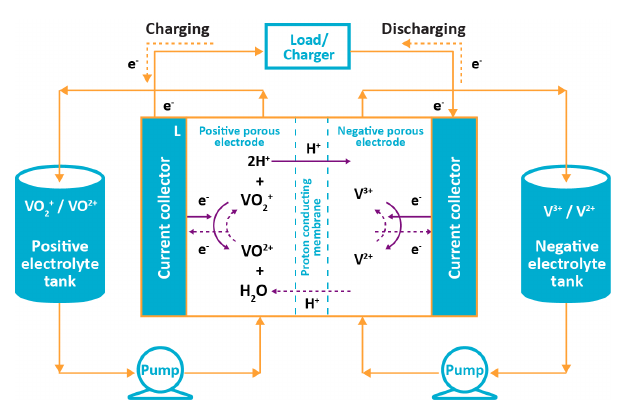 Charging
Discharging
Load/
Charger
e⁻
e⁻
e⁻
e⁻
L
Current collector
Positive porous
electrode
Negative porous
electrode
Current collector
2H⁺
H⁺
+
VO₂⁺
V³⁺
e⁻
e⁻
e⁻
e⁻
VO²⁺
V²⁺
+
H₂O
H⁺
Proton conducting
membrane
VO₂⁺ / VO²⁺
Positive
electrolyte
tank
V³⁺ / V²⁺
Negative
electrolyte
tank
Pump
Pump